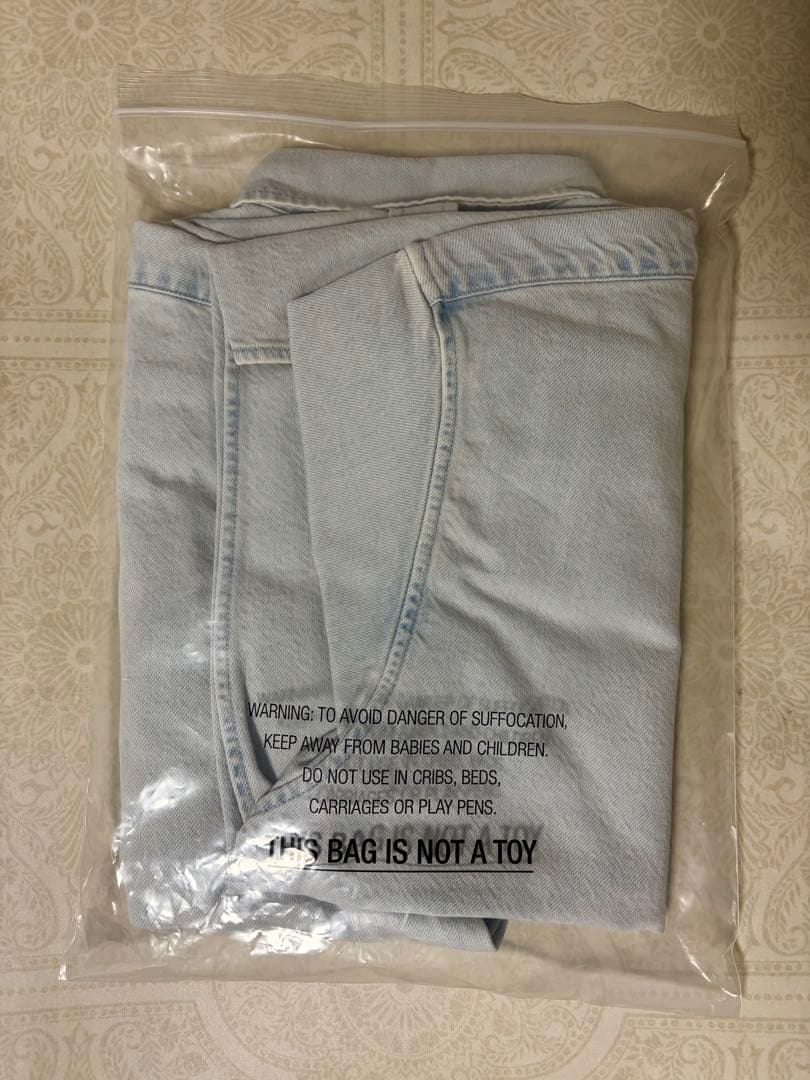 WARNING: TO AVOID DANGER OF SUFFOCATION,
KEEP AWAY FROM BABIES AND CHILDREN.
DO NOT USE IN CRIBS, BEDS,
CARRIAGES OR PLAY PENS.
THIS BAG IS NOT A TOY